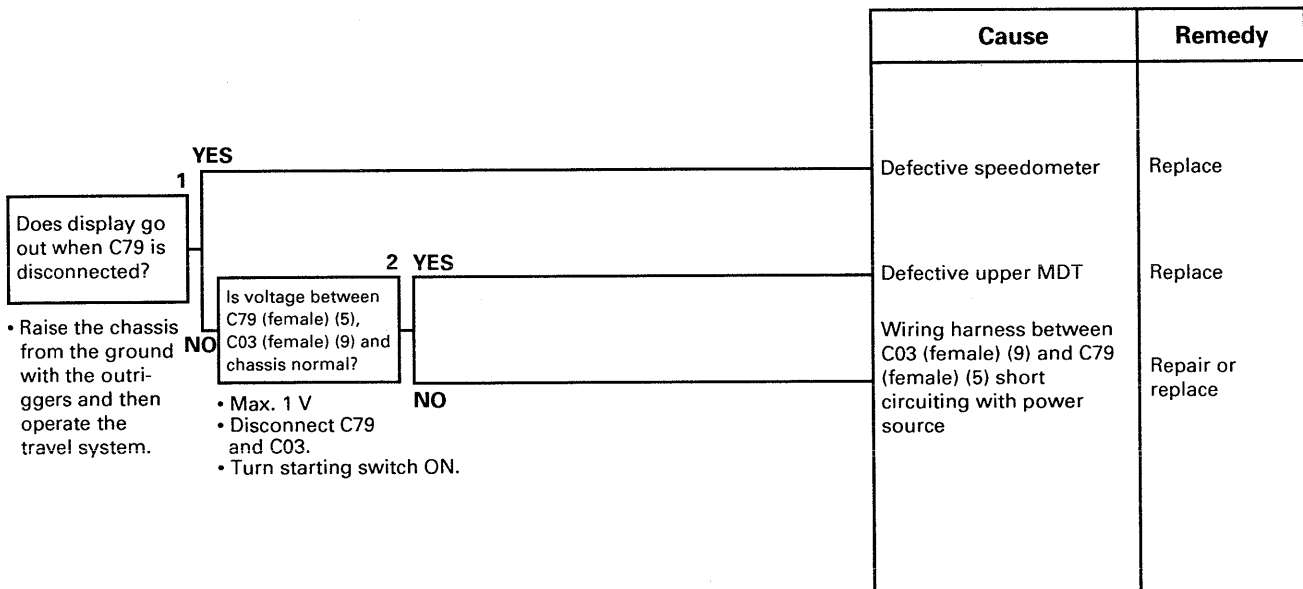 Cause
Remedy
YES
1
Defective speedometer
Replace
Does display go
out when C79 is
disconnected?
2 YES
Defective upper MDT
Replace
Is voltage between
C79 (female) (5),
C03 (female) (9) and
chassis normal?
• Raise the chassis
from the ground
with the outri-
ggers and then
operate the
travel system.
NO
Wiring harness between
C03 (female) (9) and C79
(female) (5) short
circuiting with power
source
Repair or
replace
NO
• Max. 1 V
• Disconnect C79
and C03.
• Turn starting switch ON.